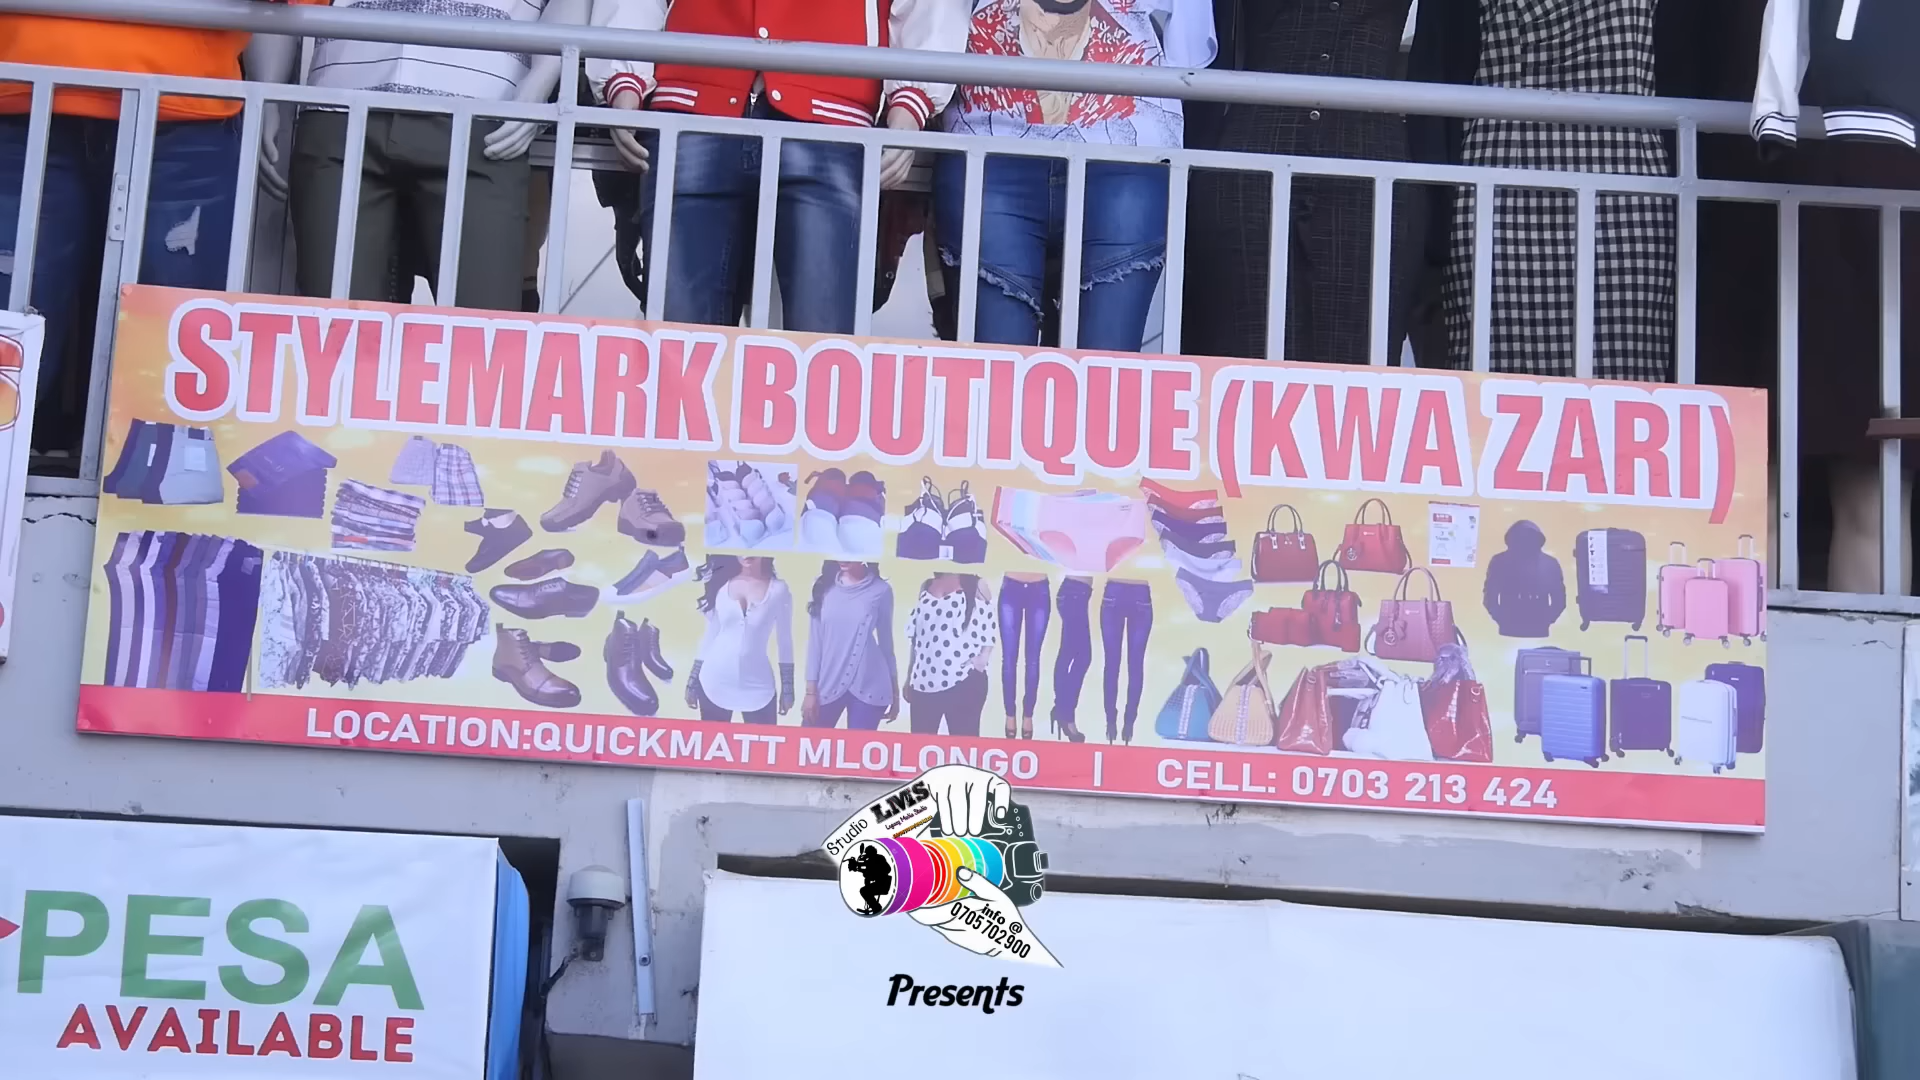 STYLEMARK BOUTIQUE (KWA ZARI)
LOCATION:QUICKMATT MLOLONGO | CELL: 0703 213 424
Studio LMS
info @
0705702900
Presents
PESA
AVAILABLE